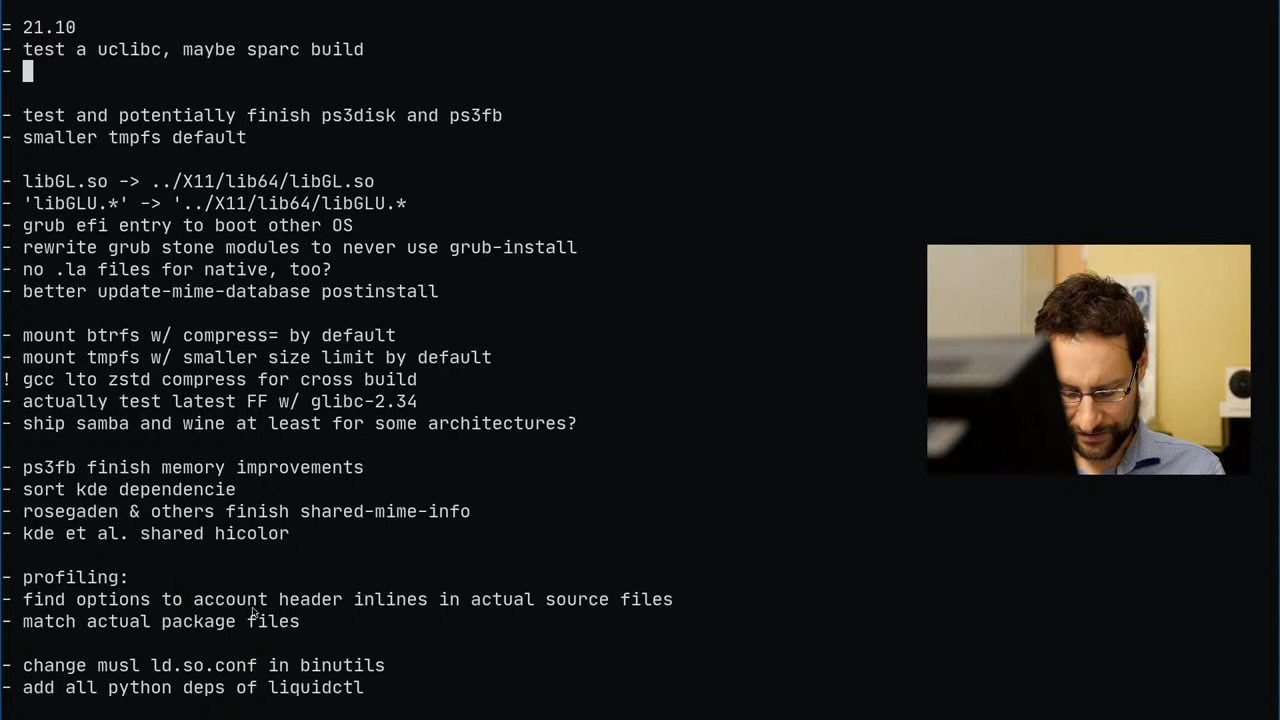 = 21.10
- test a uclibc, maybe sparc build
-
- test and potentially finish ps3disk and ps3fb
- smaller tmpfs default
- libGL.so -> ../X11/lib64/libGL.so
- 'libGLU.*' -> '../X11/lib64/libGLU.*
- grub efi entry to boot other OS
- rewrite grub stone modules to never use grub-install
- no .la files for native, too?
- better update-mime-database postinstall
- mount btrfs w/ compress= by default
- mount tmpfs w/ smaller size limit by default
! gcc lto zstd compress for cross build
- actually test latest FF w/ glibc-2.34
- ship samba and wine at least for some architectures?
- ps3fb finish memory improvements
- sort kde dependencie
- rosegaden & others finish shared-mime-info
- kde et al. shared hicolor
- profiling:
- find options to account header inlines in actual source files
- match actual package files
- change musl ld.so.conf in binutils
- add all python deps of liquidctl